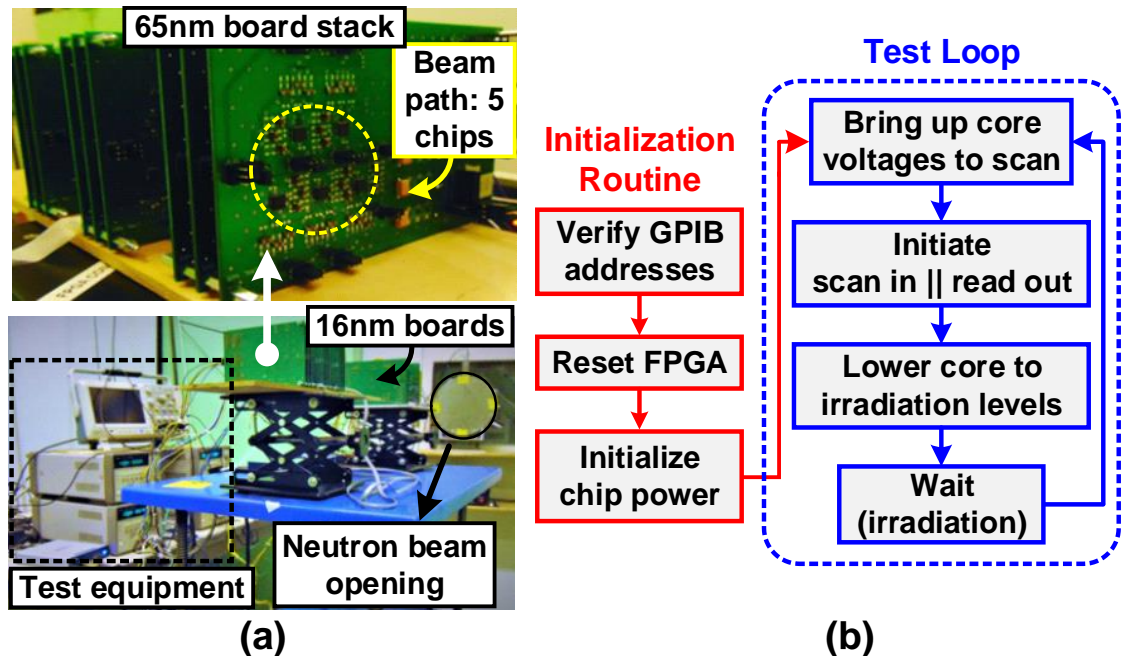 65nm board stack
Beam
path: 5
chips
16nm boards
Neutron beam
opening
Test equipment
(a)
Test Loop
Initialization
Routine
Verify GPIB
addresses
Reset FPGA
Initialize
chip power
Bring up core
voltages to scan
Initiate
scan in || read out
Lower core to
irradiation levels
Wait
(irradiation)
(b)